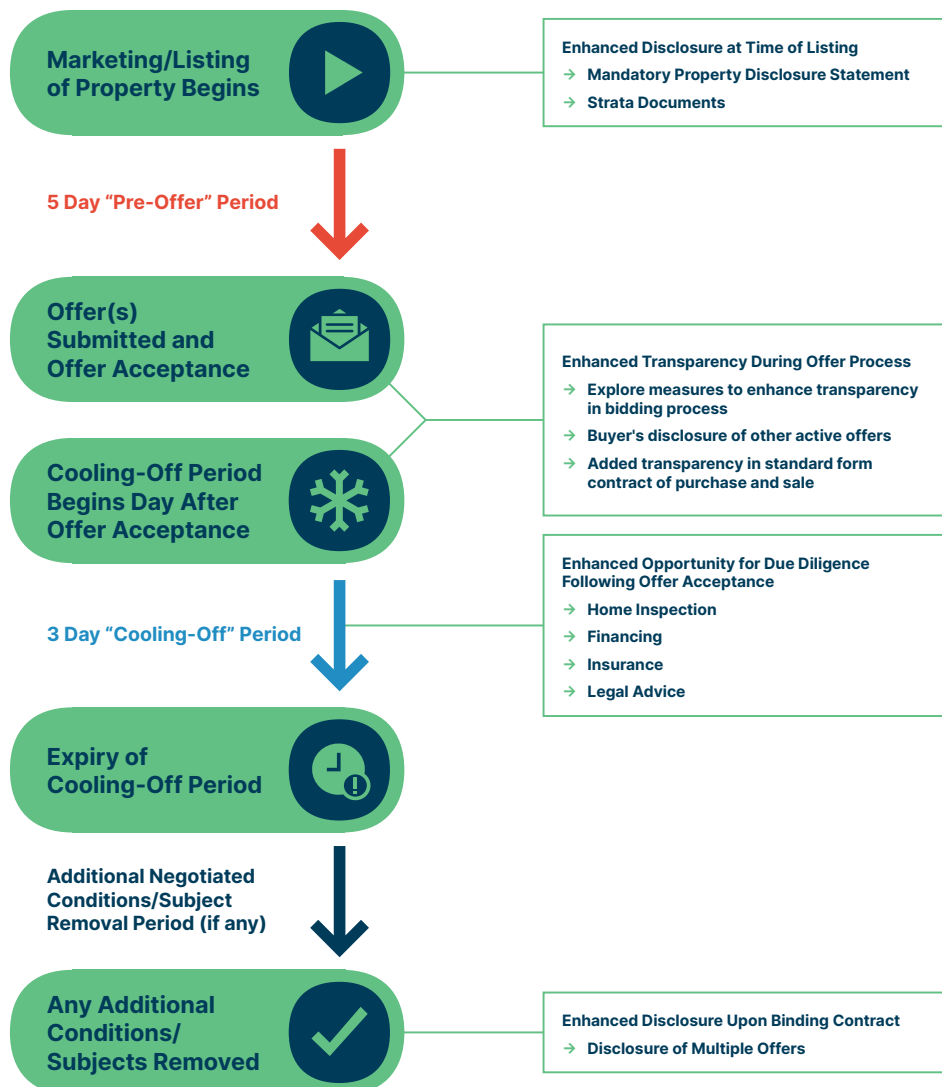 Marketing/Listing
of Property Begins
Enhanced Disclosure at Time of Listing
→ Mandatory Property Disclosure Statement
→ Strata Documents
5 Day “Pre-Offer” Period
Offer(s)
Submitted and
Offer Acceptance
Enhanced Transparency During Offer Process
→ Explore measures to enhance transparency
in bidding process
→ Buyer's disclosure of other active offers
→ Added transparency in standard form
contract of purchase and sale
Cooling-Off Period
Begins Day After
Offer Acceptance
Enhanced Opportunity for Due Diligence
Following Offer Acceptance
→ Home Inspection
→ Financing
→ Insurance
→ Legal Advice
3 Day “Cooling-Off” Period
Expiry of
Cooling-Off Period
Additional Negotiated
Conditions/Subject
Removal Period (if any)
Any Additional
Conditions/
Subjects Removed
Enhanced Disclosure Upon Binding Contract
→ Disclosure of Multiple Offers